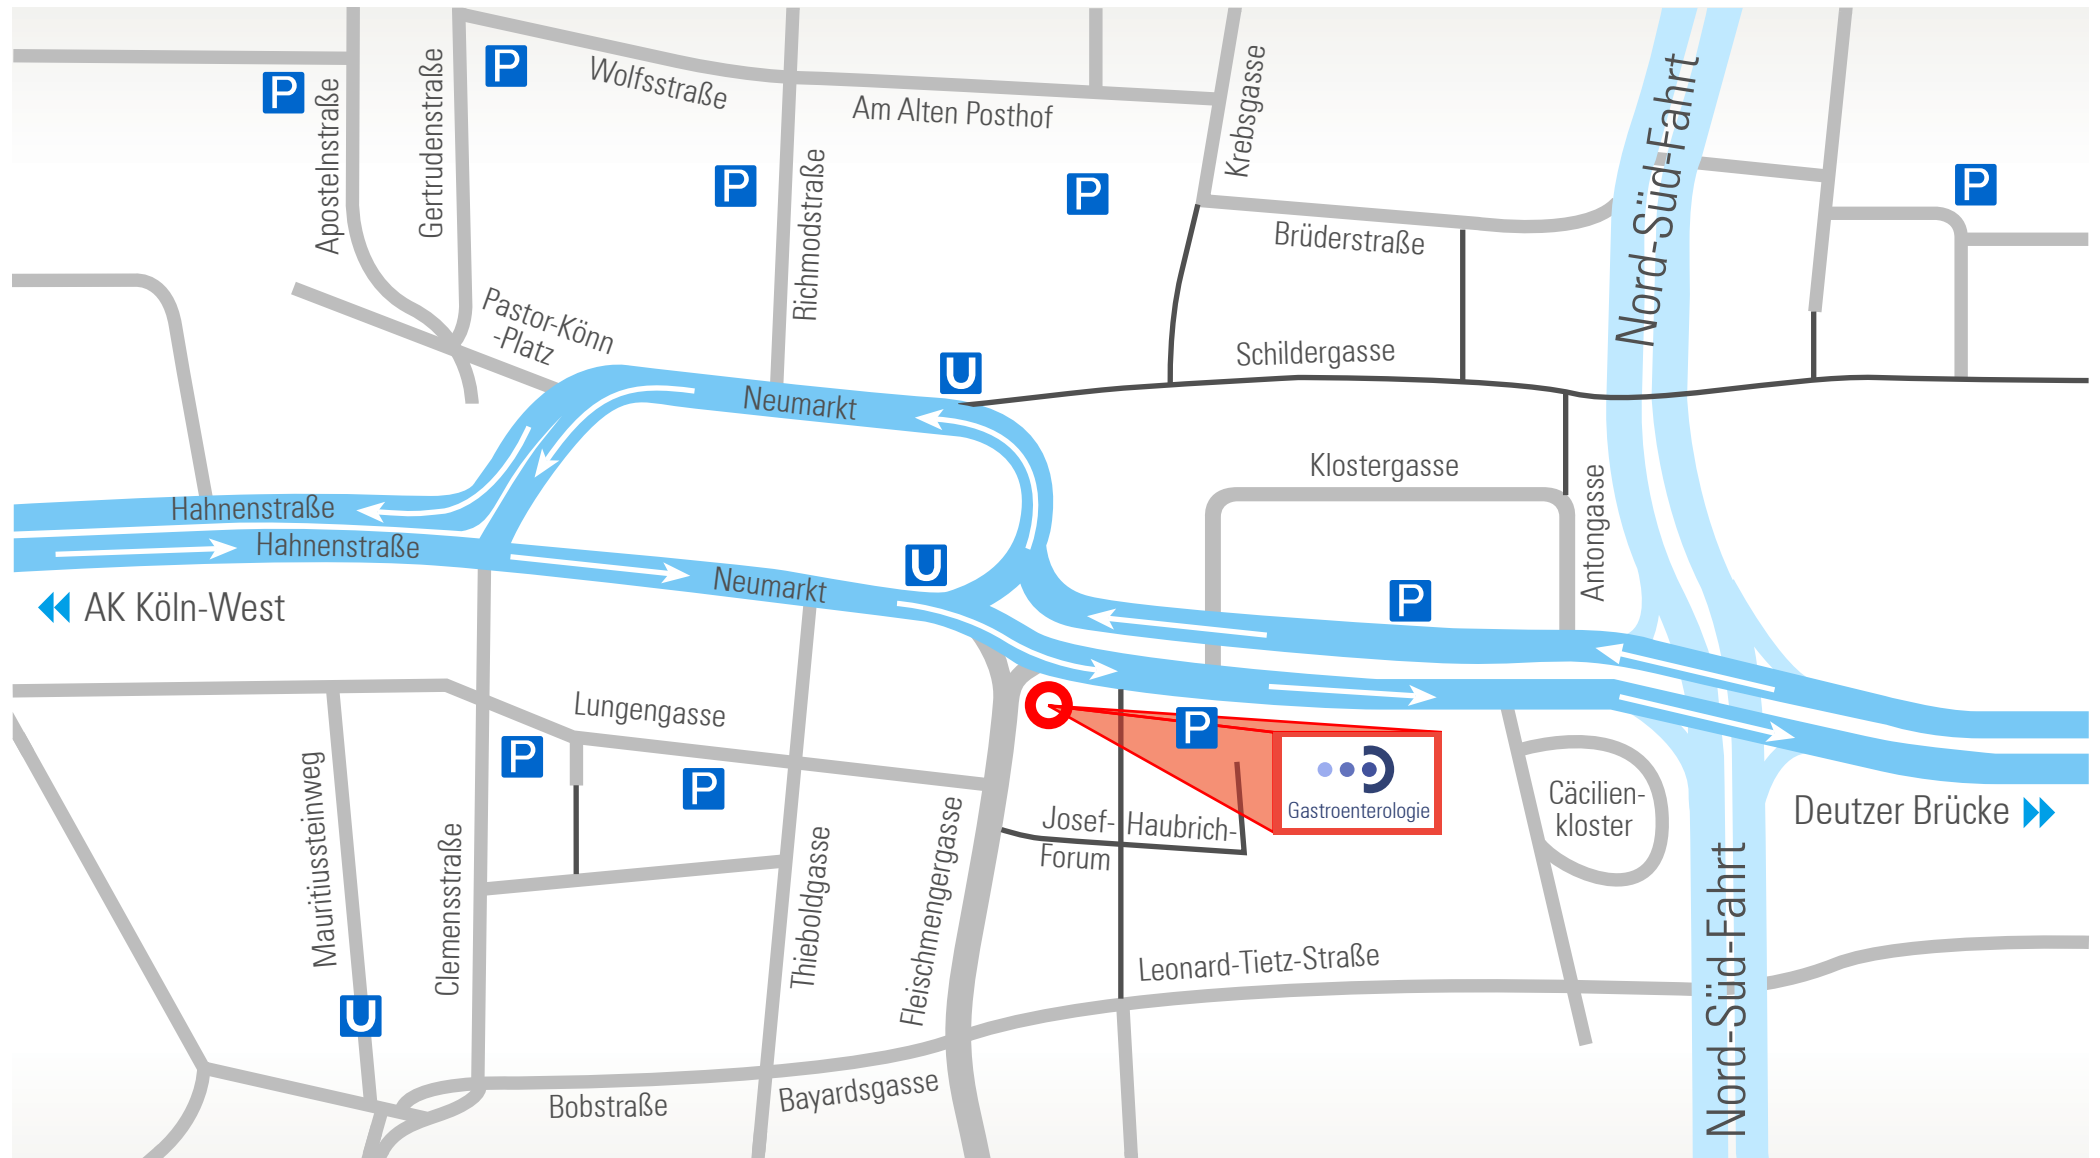 P
P
Wolfsstraße
Am Alten Posthof
Krebsgasse
Nord-Süd-Fahrt
Apostelnstraße
Gertrudenstraße
Richmodstraße
P
P
P
Brüderstraße
Pastor-Könn
-Platz
Schildergasse
U
Neumarkt
Klostergasse
Antongasse
Hahnenstraße
Hahnenstraße
U
Neumarkt
P
AK Köln-West
Lungengasse
P
P
P
Gastroenterologie
Cäcilien-
kloster
Deutzer Brücke
Josef-Haubrich-
Forum
Mauritiussteinweg
Clemensstraße
Thieboldgasse
Fleischmengergasse
Leonard-Tietz-Straße
Nord-Süd-Fahrt
U
Bobstraße
Bayardsgasse